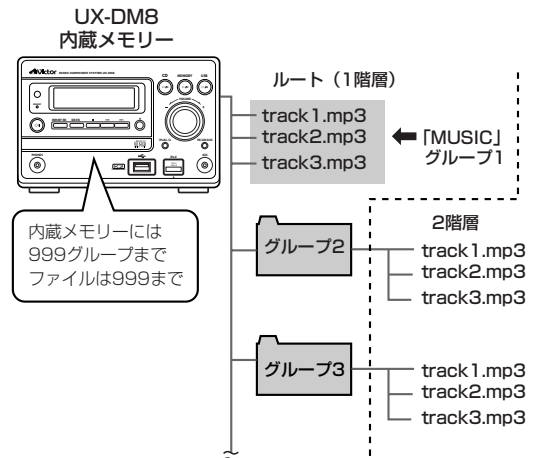 UX-DM8
内蔵メモリー
Victor
CD
MEMORY
USB
ルート（1階層）
track1.mp3
track2.mp3
track3.mp3
「MUSIC」
グループ1
内蔵メモリーには
999グループまで
ファイルは999まで
2階層
グループ2
track1.mp3
track2.mp3
track3.mp3
グループ3
track1.mp3
track2.mp3
track3.mp3